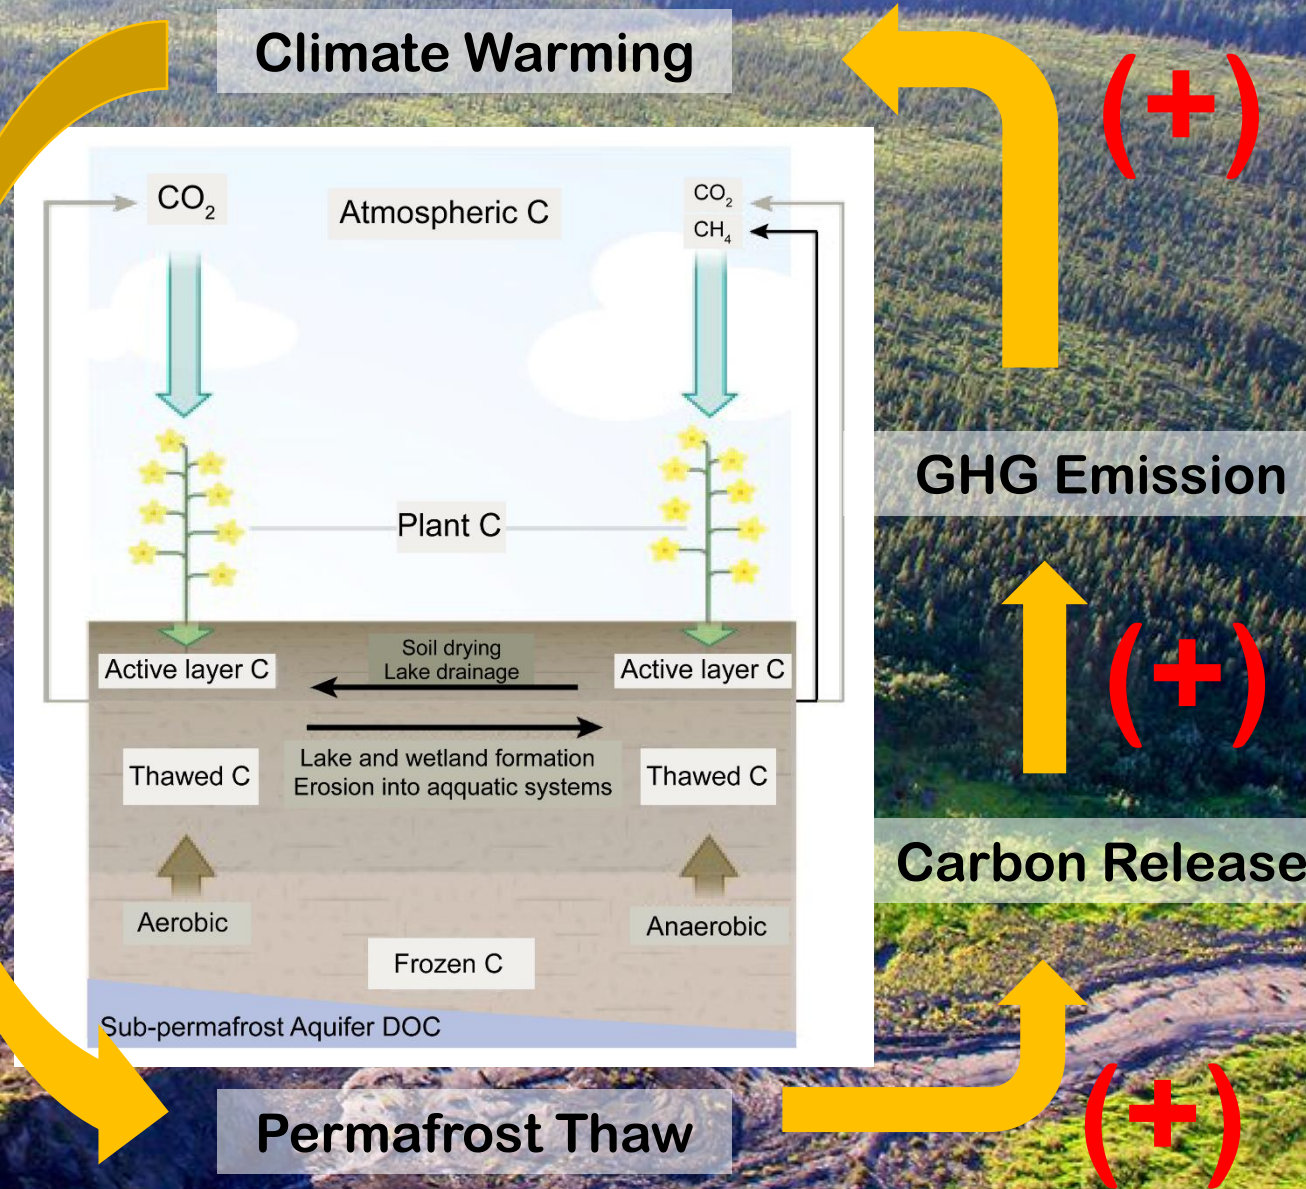 Climate Warming
(+)
CO₂
Atmospheric C
CO₂
CH₄
GHG Emission
Plant C
(+)
Soil drying
Lake drainage
Active layer C
Active layer C
Lake and wetland formation
Erosion into aqquatic systems
Thawed C
Thawed C
Carbon Release
Aerobic
Anaerobic
Frozen C
Sub-permafrost Aquifer DOC
Permafrost Thaw
(+)